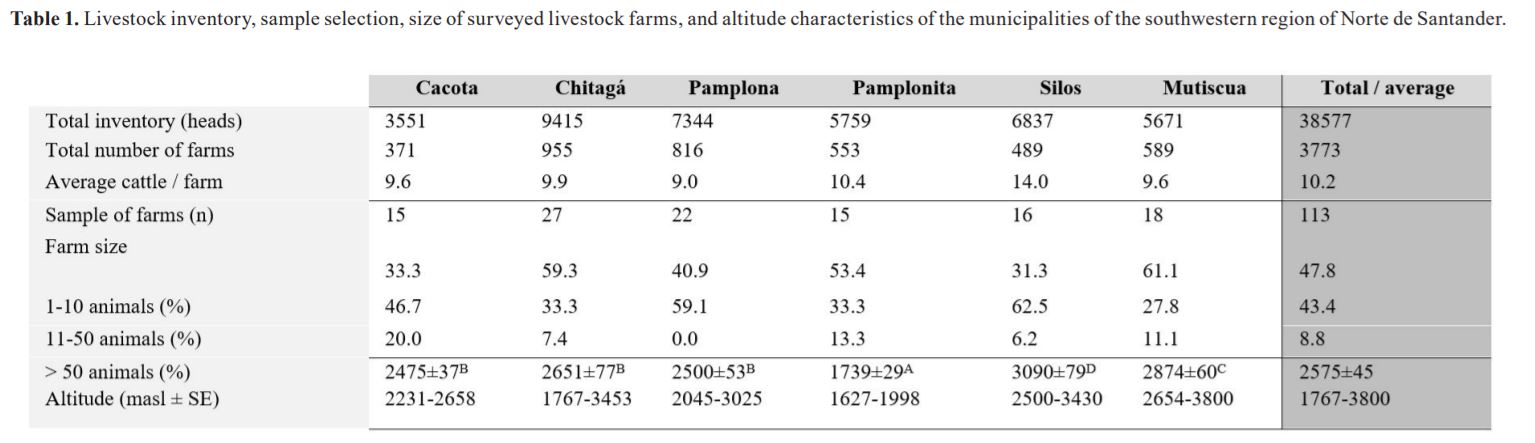 Table 1. Livestock inventory, sample selection, size of surveyed livestock farms, and altitude characteristics of the municipalities of the southwestern region of Norte de Santander.
Cacota Chitagá Pamplona Pamplonita Silos Mutiscua Total / average
Total inventory (heads) 3551 9415 7344 5759 6837 5671 38577
Total number of farms 371 955 816 553 489 589 3773
Average cattle / farm 9.6 9.9 9.0 10.4 14.0 9.6 10.2
Sample of farms (n) 15 27 22 15 16 18 113
Farm size
33.3 59.3 40.9 53.4 31.3 61.1 47.8
1-10 animals (%) 46.7 33.3 59.1 33.3 62.5 27.8 43.4
11-50 animals (%) 20.0 7.4 0.0 13.3 6.2 11.1 8.8
> 50 animals (%) 2475±37ᴮ 2651±77ᴮ 2500±53ᴮ 1739±29ᴬ 3090±79ᴰ 2874±60ᶜ 2575±45
Altitude (masl ± SE) 2231-2658 1767-3453 2045-3025 1627-1998 2500-3430 2654-3800 1767-3800